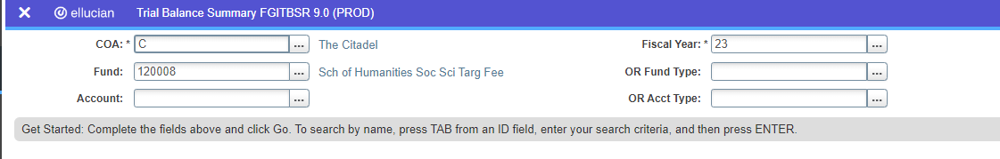 ✕ ellucian Trial Balance Summary FGITBSR 9.0 (PROD)
COA: * C ... The Citadel Fiscal Year: * 23 ...
Fund: 120008 ... Sch of Humanities Soc Sci Targ Fee OR Fund Type: ...
Account: ... OR Acct Type: ...
Get Started: Complete the fields above and click Go. To search by name, press TAB from an ID field, enter your search criteria, and then press ENTER.